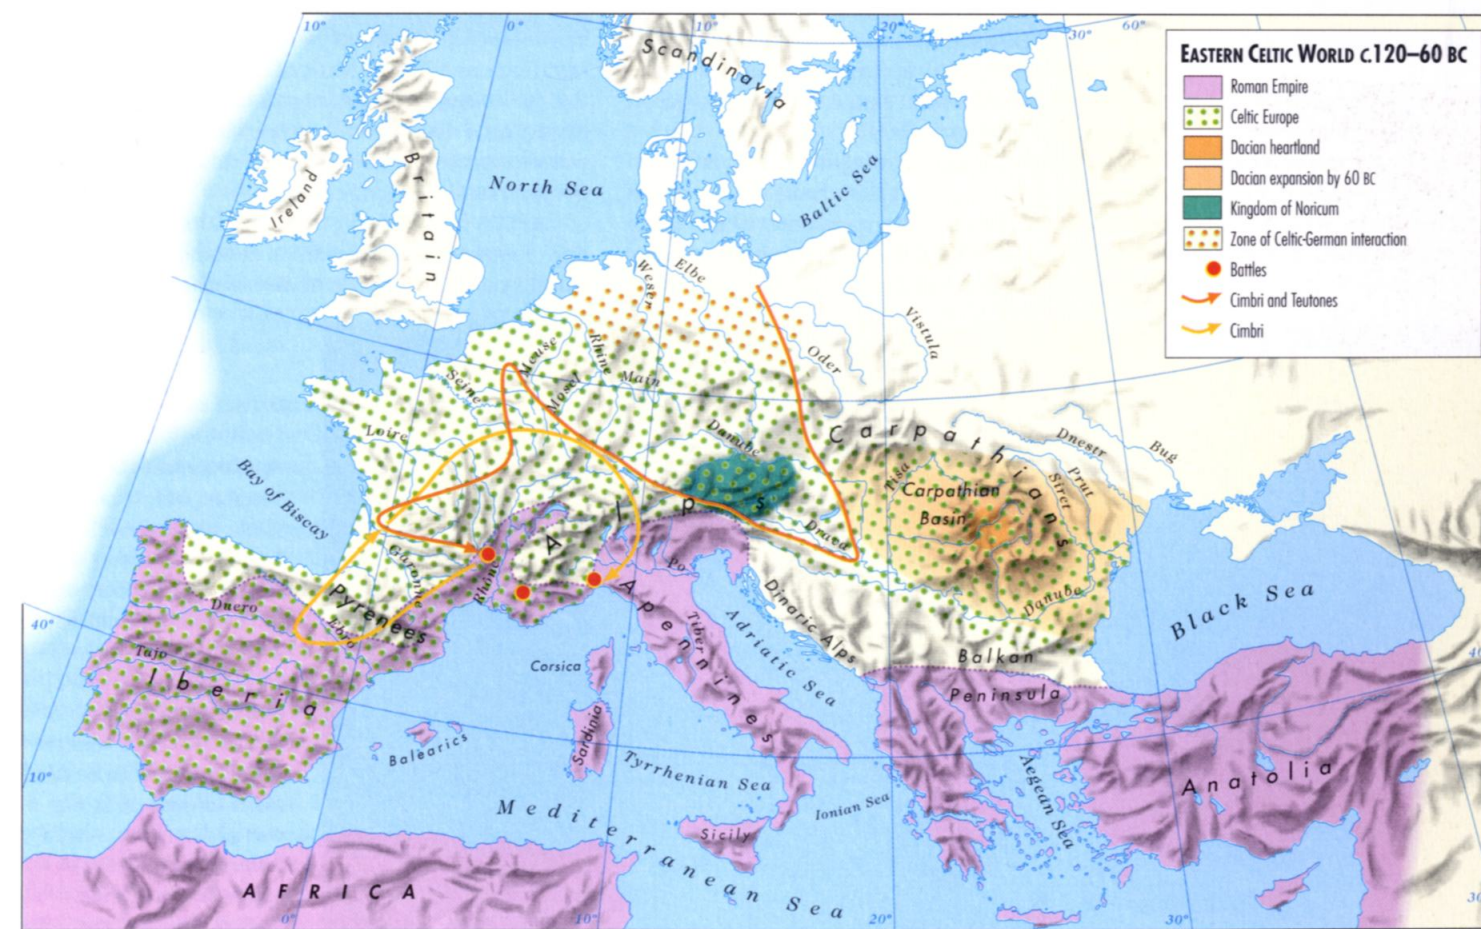 10°
0°
10°
20°
30°
60°
EASTERN CELTIC WORLD C.120–60 BC
Roman Empire
Celtic Europe
Dacian heartland
Dacian expansion by 60 BC
Kingdom of Noricum
Zone of Celtic-German interaction
Battles
Cimbri and Teutones
Cimbri
Scandinavia
Ireland
Britain
North Sea
Baltic Sea
Weser
Elbe
Oder
Vistula
Meuse
Rhine
Mosel
Main
Seine
Loire
Danube
Carpathians
Dnestr
Bug
Prut
Siret
Tisa
Carpathian
Basin
Bay of Biscay
Alps
Drava
Garonne
Rhône
Po
Pyrenees
Duero
Ebro
Tajo
Iberia
Apennines
Tiber
Dinaric Alps
Adriatic Sea
Danube
Black Sea
Balkan
Peninsula
Corsica
Sardinia
Balearics
Tyrrhenian Sea
Ionian Sea
Aegean Sea
Anatolia
Sicily
Mediterranean Sea
AFRICA
40°
10°
0°
10°
20°
30°